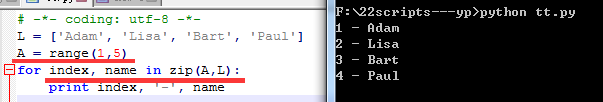 # -*- coding: utf-8 -*-
L = ['Adam', 'Lisa', 'Bart', 'Paul']
A = range(1,5)
for index, name in zip(A,L):
print index, '-', name
F:\22scripts---yp>python tt.py
1 - Adam
2 - Lisa
3 - Bart
4 - Paul